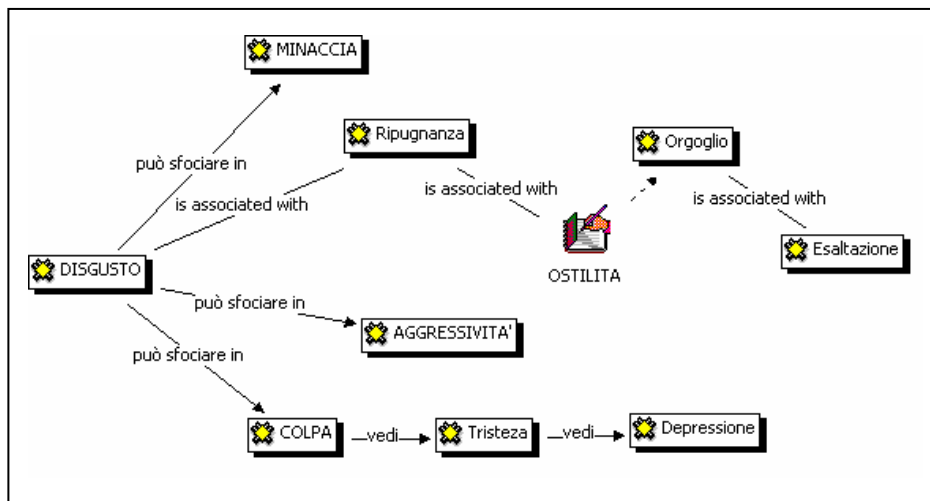 MINACCIA
Ripugnanza
Orgoglio
può sfociare in
is associated with
is associated with
is associated with
DISGUSTO
OSTILITA
Esaltazione
può sfociare in
AGGRESSIVITA'
può sfociare in
COLPA
vedi
Tristeza
vedi
Depressione